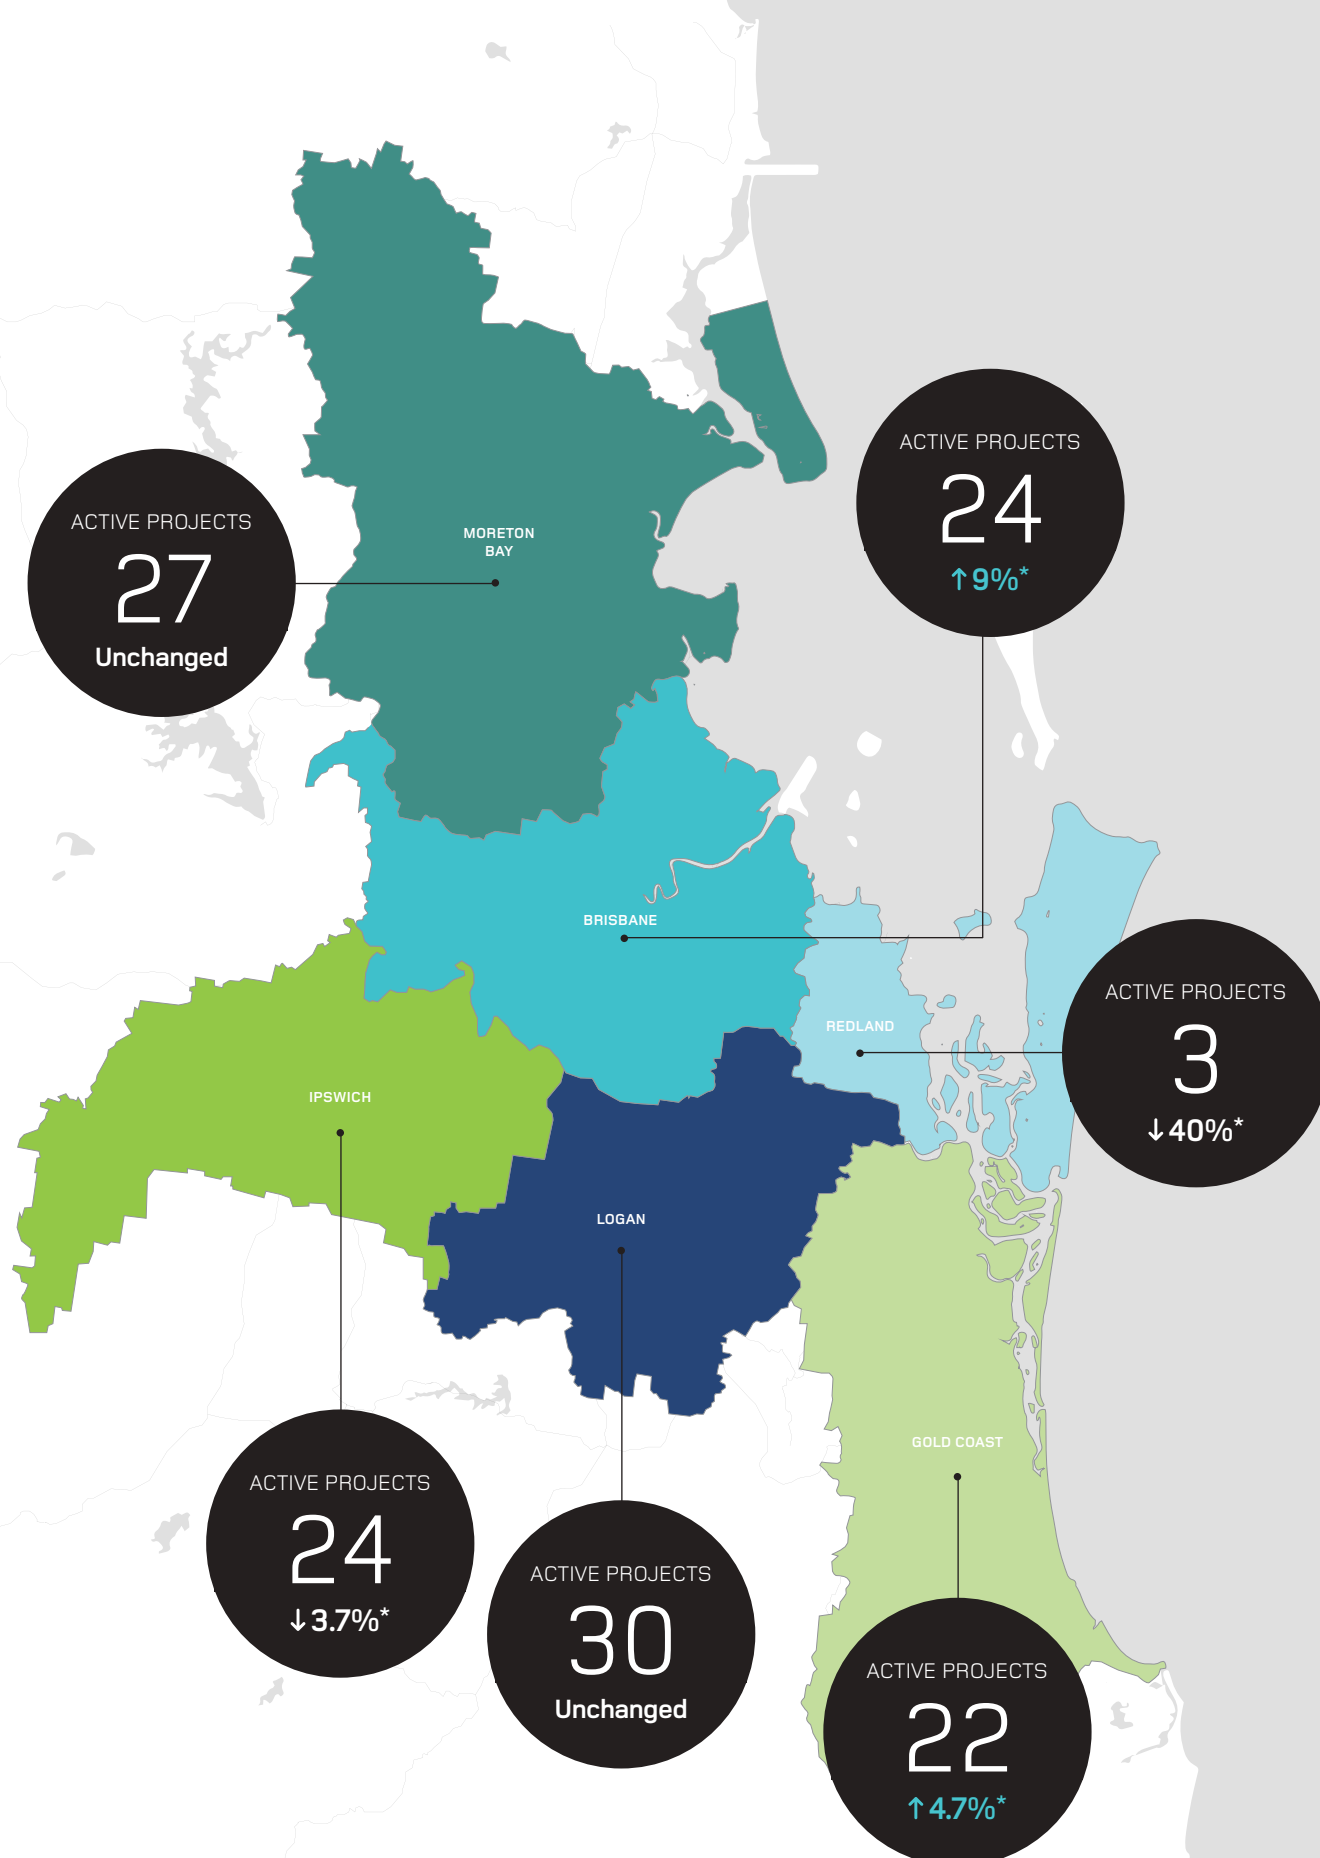 ACTIVE PROJECTS
24
↑9%*
ACTIVE PROJECTS
27
Unchanged
MORETON
BAY
BRISBANE
ACTIVE PROJECTS
3
↓40%*
REDLAND
IPSWICH
LOGAN
GOLD COAST
ACTIVE PROJECTS
24
↓3.7%*
ACTIVE PROJECTS
30
Unchanged
ACTIVE PROJECTS
22
↑4.7%*